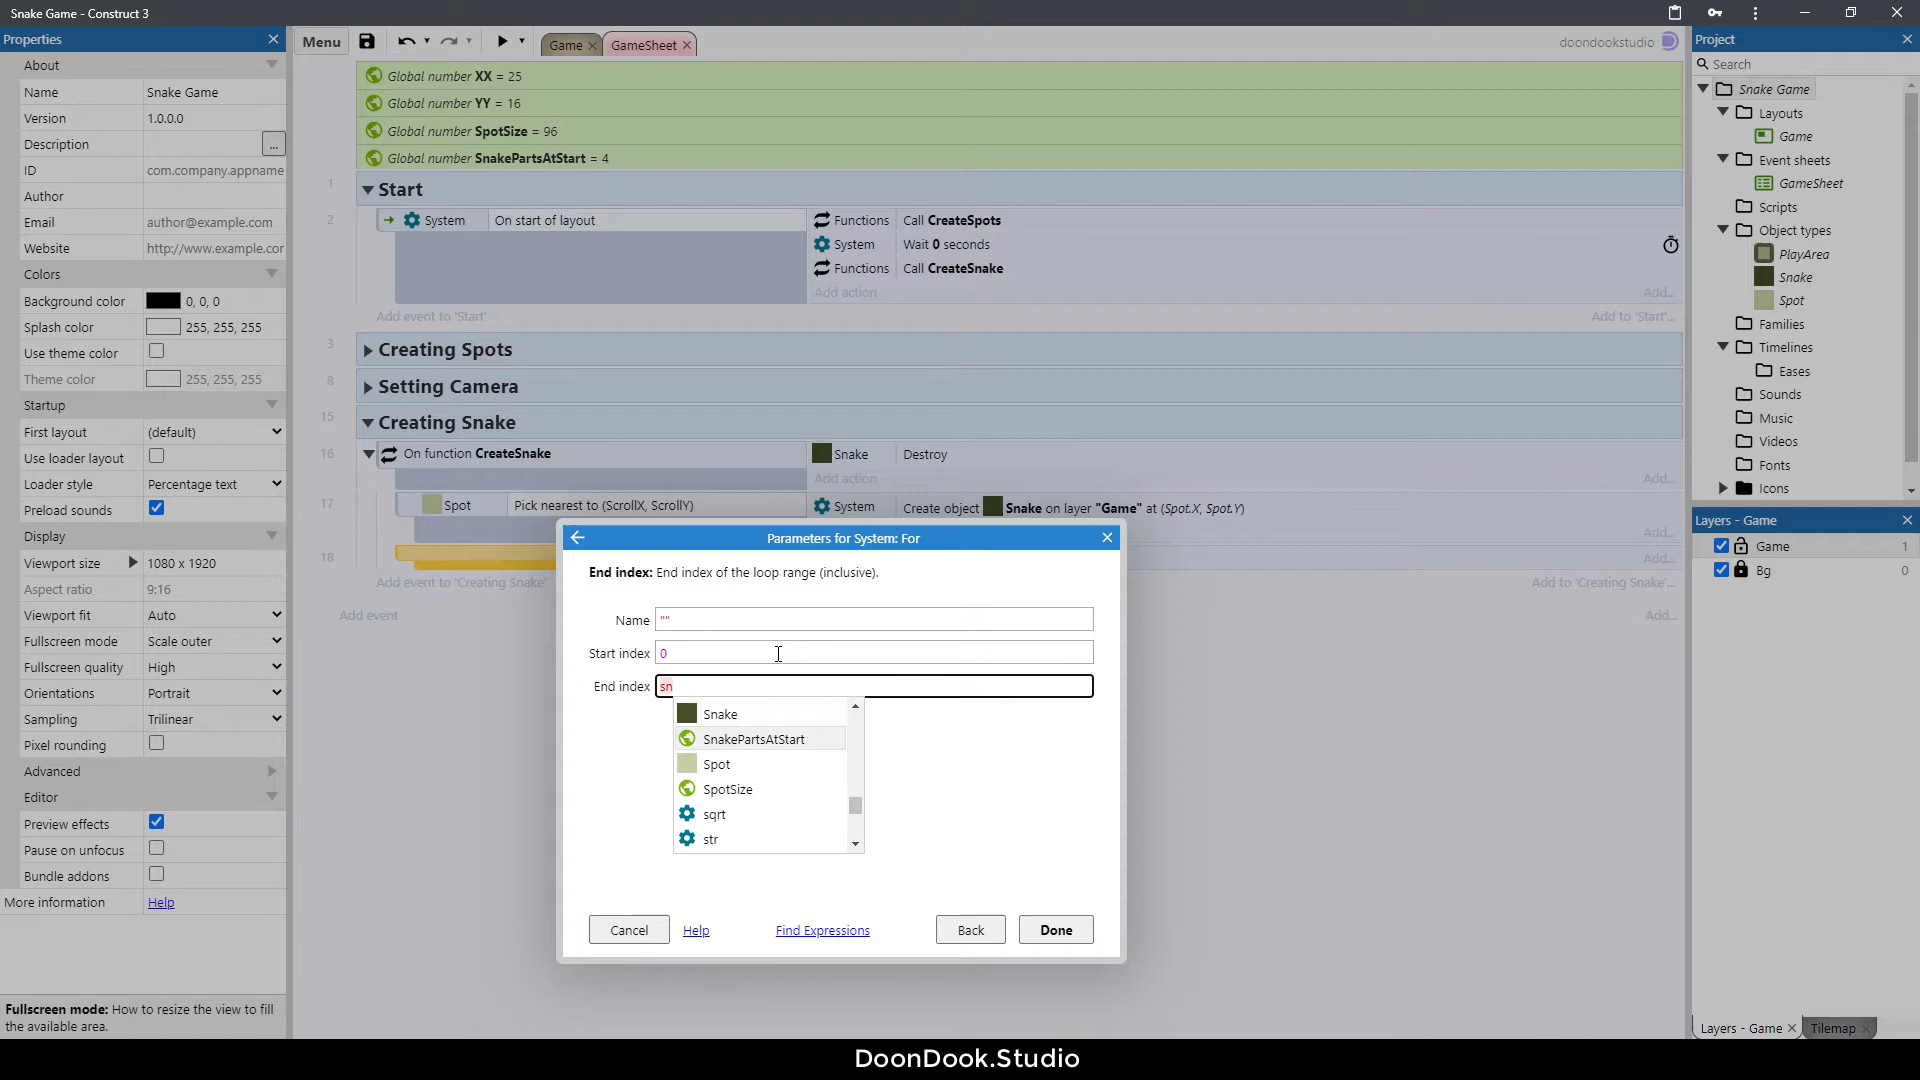 Snake Game - Construct 3
Properties
About
Name Snake Game
Version 1.0.0.0
Description ...
ID com.company.appname
Author
Email author@example.com
Website http://www.example.cor
Colors
Background color 0, 0, 0
Splash color 255, 255, 255
Use theme color
Theme color 255, 255, 255
Startup
First layout (default)
Use loader layout
Loader style Percentage text
Preload sounds
Display
Viewport size 1080 x 1920
Aspect ratio 9:16
Viewport fit Auto
Fullscreen mode Scale outer
Fullscreen quality High
Orientations Portrait
Sampling Trilinear
Pixel rounding
Advanced
Editor
Preview effects
Pause on unfocus
Bundle addons
More information Help
Fullscreen mode: How to resize the view to fill
the available area.
Menu Game GameSheet doondookstudio
Global number XX = 25
Global number YY = 16
Global number SpotSize = 96
Global number SnakePartsAtStart = 4
1 Start
2 System On start of layout Functions Call CreateSpots
System Wait 0 seconds
Functions Call CreateSnake
Add action Add...
Add event to 'Start' Add to 'Start'...
3 Creating Spots
8 Setting Camera
15 Creating Snake
16 On function CreateSnake Snake Destroy
Add action Add...
17 Spot Pick nearest to (ScrollX, ScrollY) System Create object Snake on layer "Game" at (Spot.X, Spot.Y)
Add...
18 Add...
Add event to 'Creating Snake' Add to 'Creating Snake'...
Add event Add...
Parameters for System: For
End index: End index of the loop range (inclusive).
Name ""
Start index 0
End index sn
Snake
SnakePartsAtStart
Spot
SpotSize
sqrt
str
Cancel Help Find Expressions Back Done
Project
Search
Snake Game
Layouts
Game
Event sheets
GameSheet
Scripts
Object types
PlayArea
Snake
Spot
Families
Timelines
Eases
Sounds
Music
Videos
Fonts
Icons
Layers - Game
Game 1
Bg 0
Layers - Game Tilemap
DoonDook.Studio